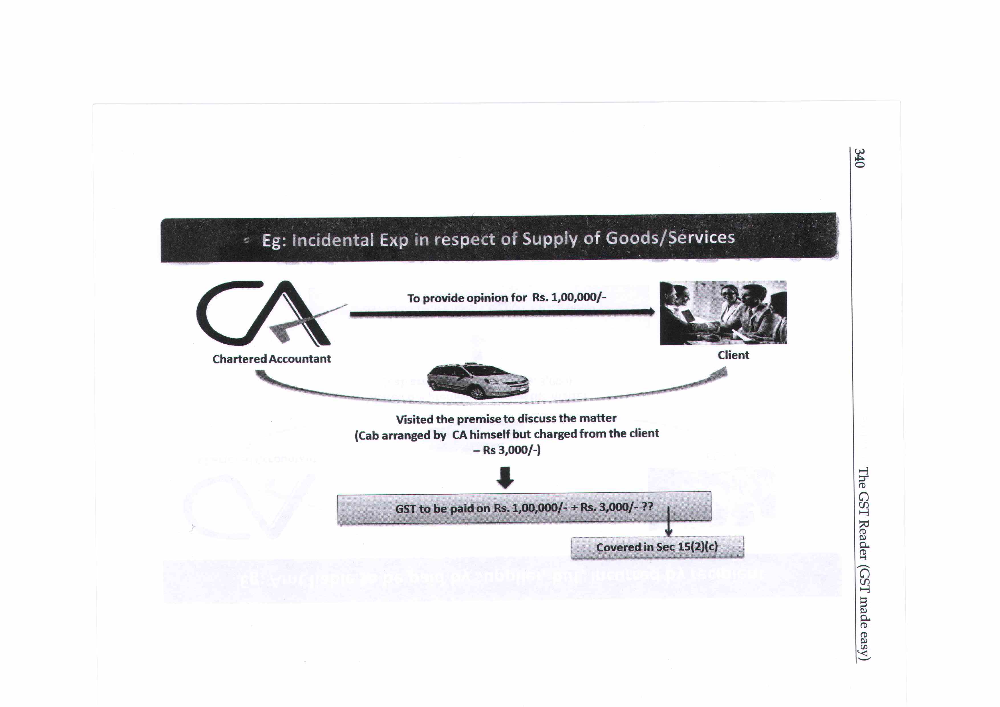 340
The GST Reader (GST made easy)
Eg: Incidental Exp in respect of Supply of Goods/Services
CA
To provide opinion for Rs. 1,00,000/-
Chartered Accountant
Client
Visited the premise to discuss the matter
(Cab arranged by CA himself but charged from the client
– Rs 3,000/-)
GST to be paid on Rs. 1,00,000/- + Rs. 3,000/- ??
Covered in Sec 15(2)(c)